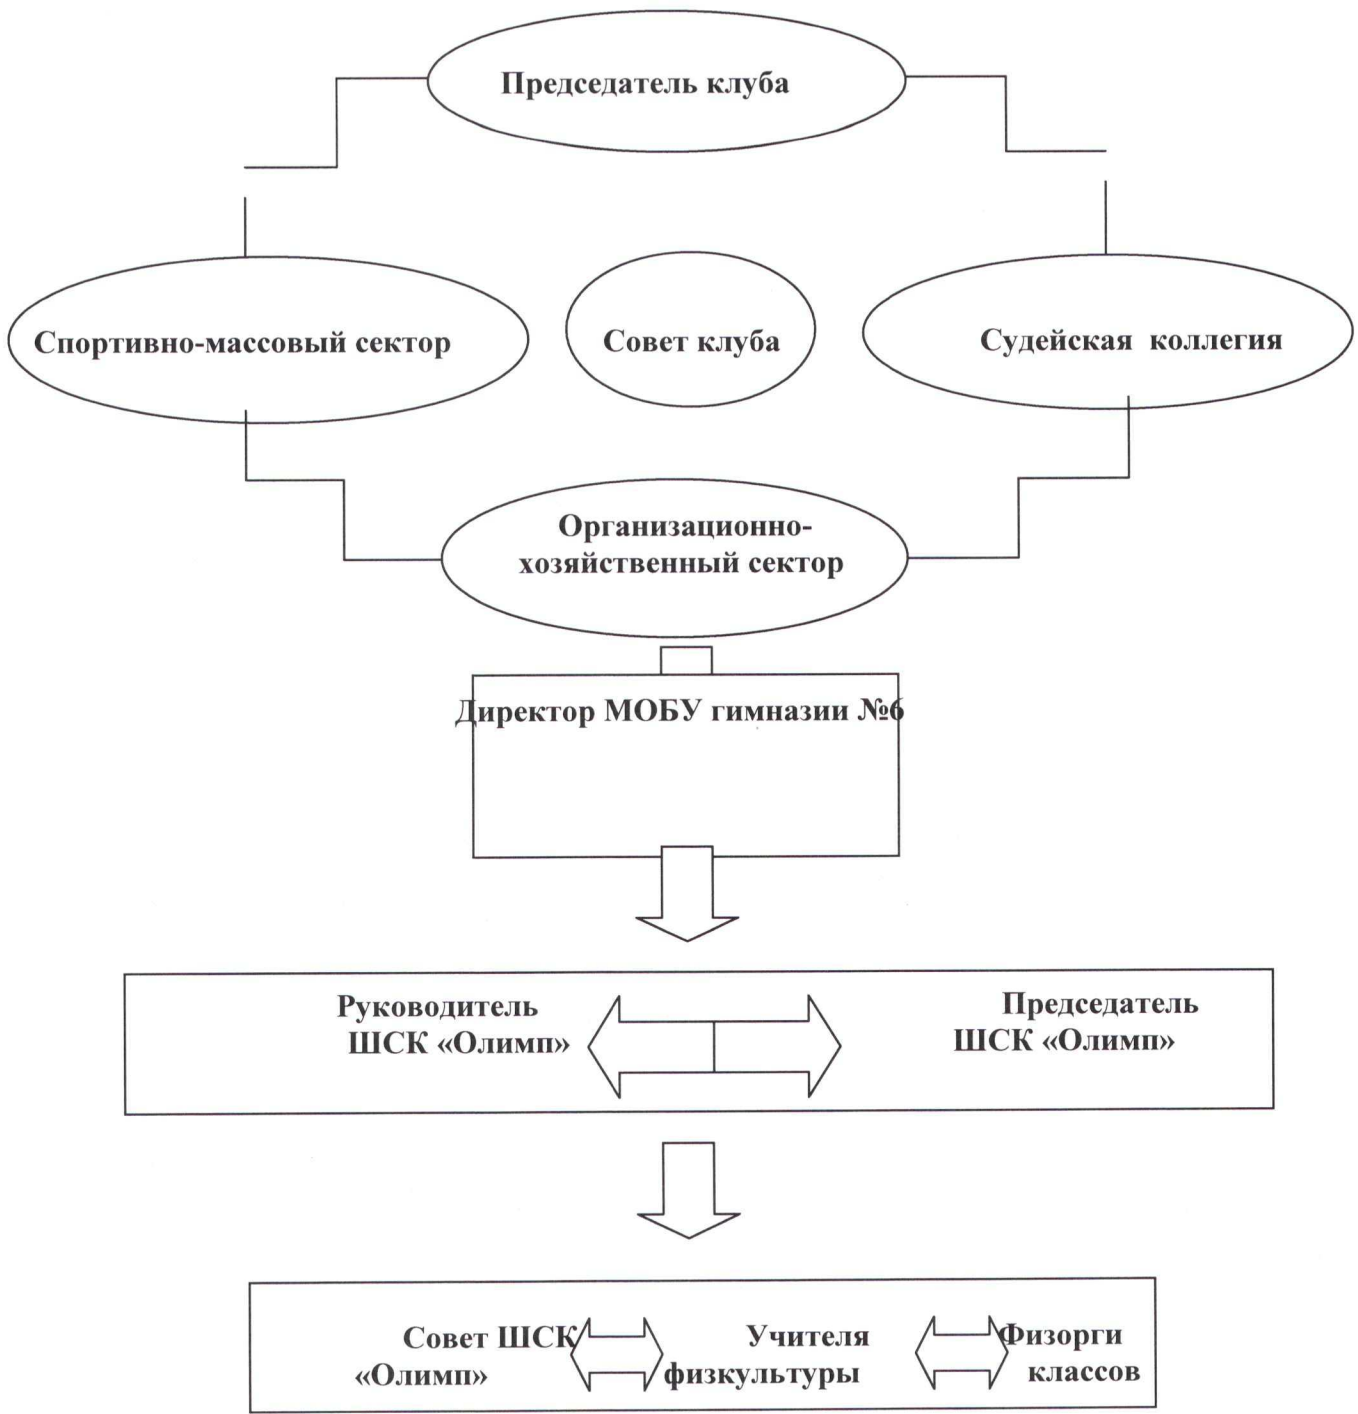 Председатель клуба
Спортивно-массовый сектор
Совет клуба
Судейская коллегия
Организационно-
хозяйственный сектор
Директор МОБУ гимназии №6
Руководитель
ШСК «Олимп»
Председатель
ШСК «Олимп»
Совет ШСК
«Олимп»
Учителя
физкультуры
Физорги
классов